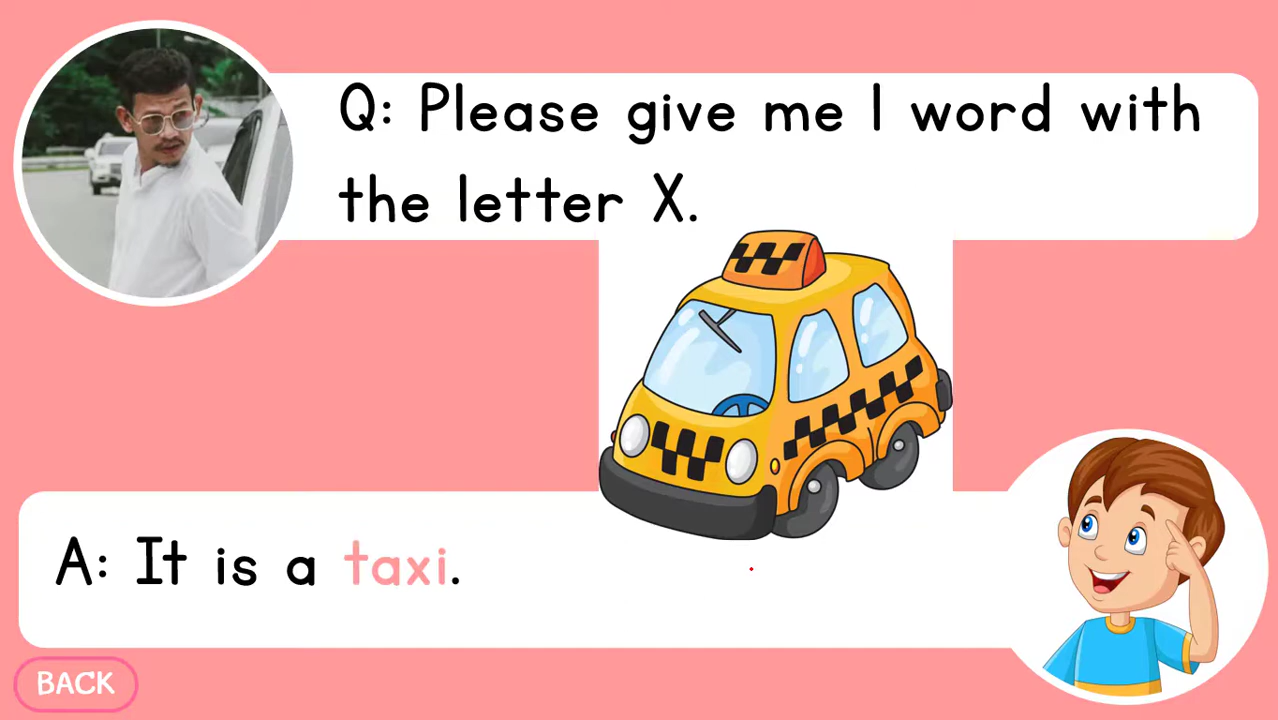 Q: Please give me 1 word with
the letter X.
A: It is a taxi.
BACK